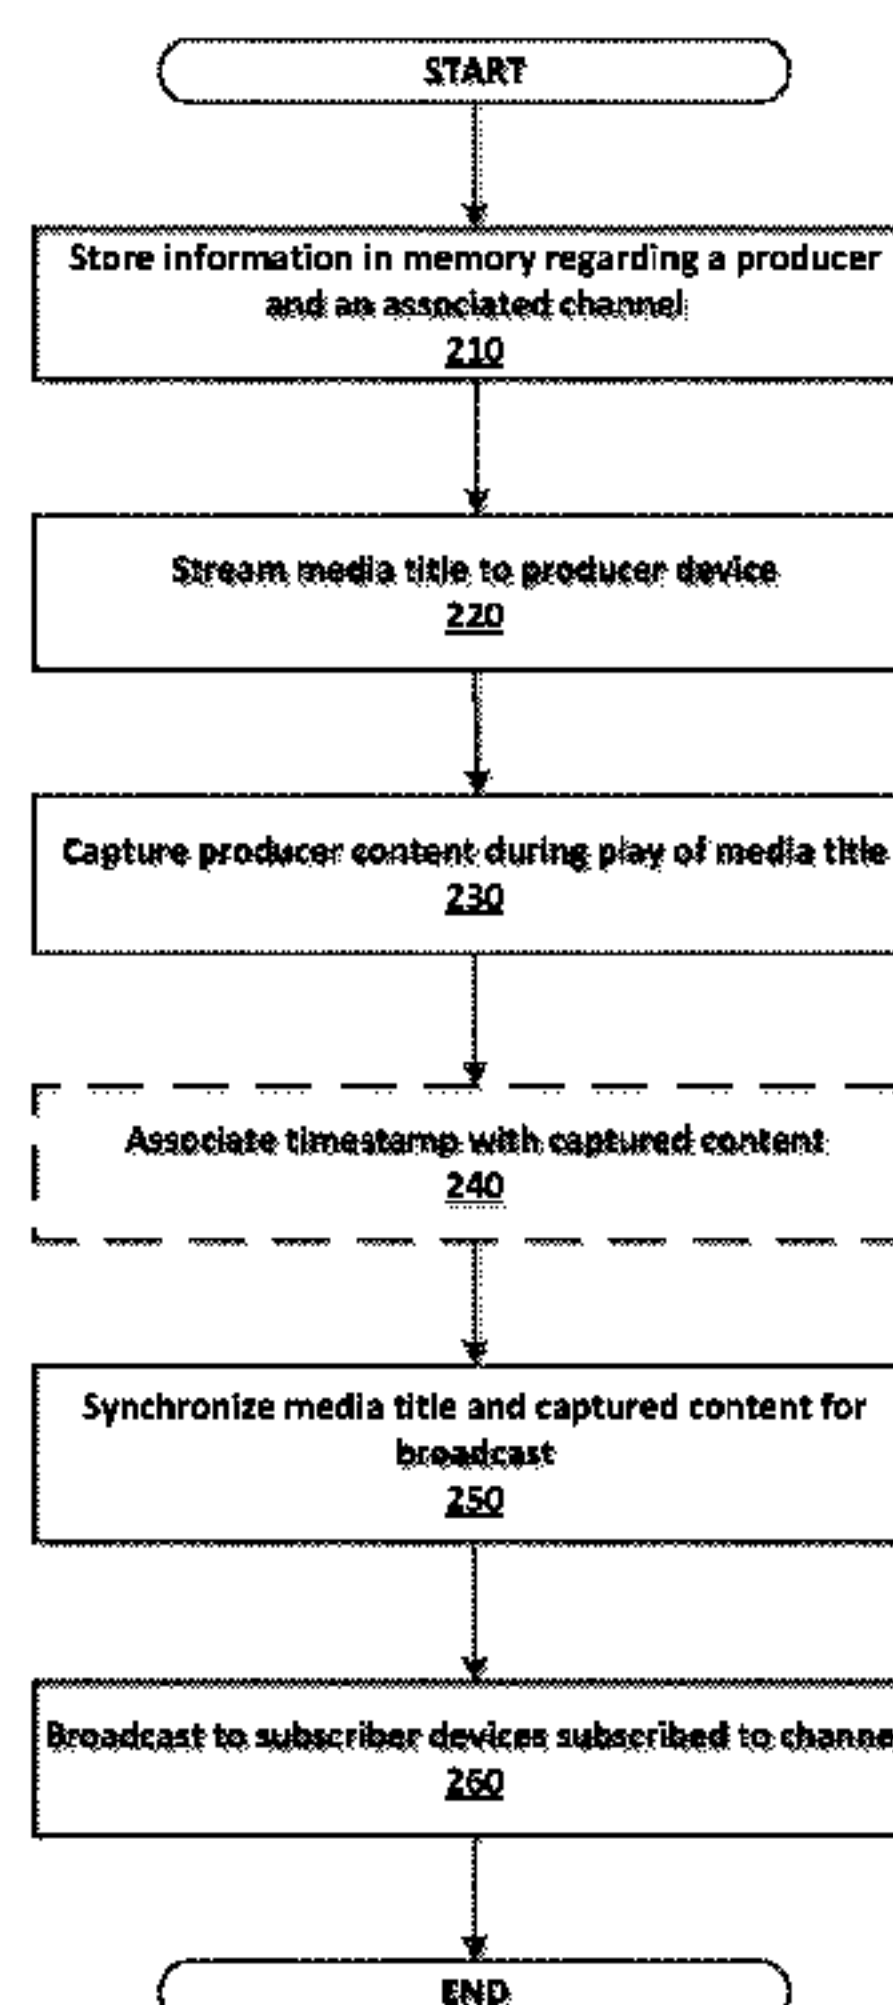 START
Store information in memory regarding a producer
and an associated channel
210
Stream media title to producer device
220
Capture producer content during play of media title
230
Associate timestamp with captured content
240
Synchronize media title and captured content for
broadcast
250
Broadcast to subscriber devices subscribed to channe
260
END